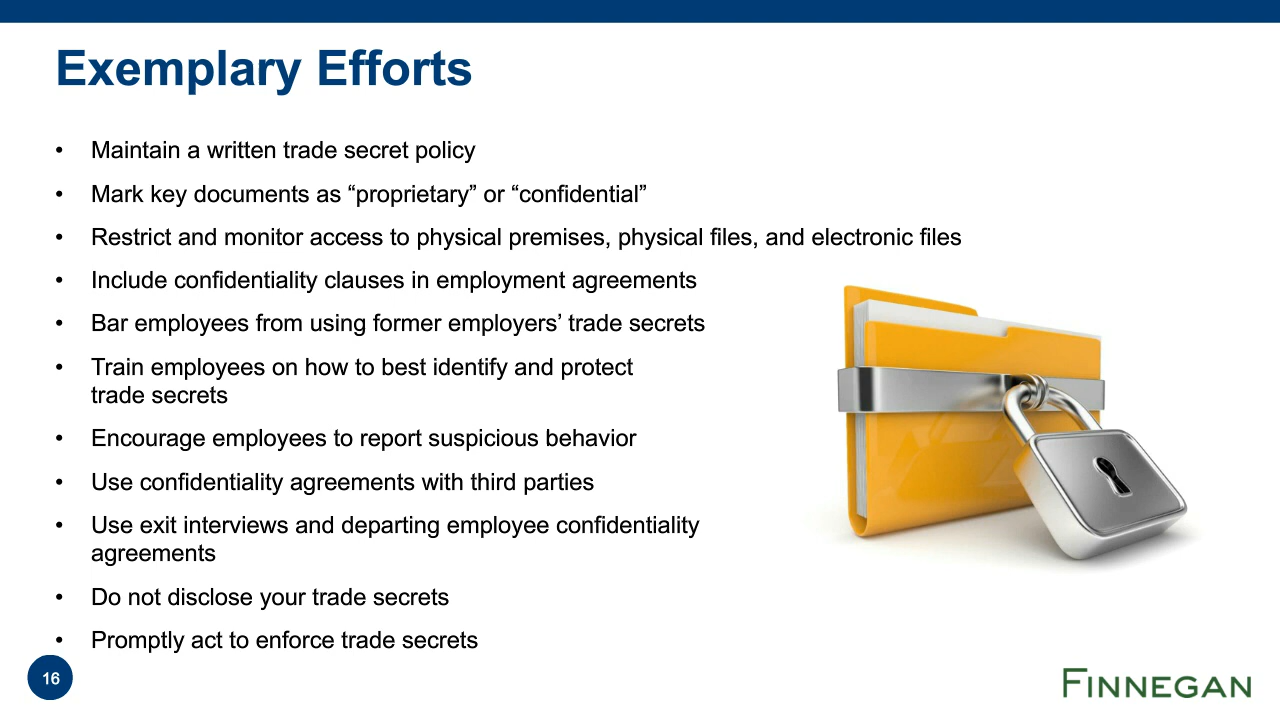 Exemplary Efforts
• Maintain a written trade secret policy
• Mark key documents as “proprietary” or “confidential”
• Restrict and monitor access to physical premises, physical files, and electronic files
• Include confidentiality clauses in employment agreements
• Bar employees from using former employers’ trade secrets
• Train employees on how to best identify and protect
trade secrets
• Encourage employees to report suspicious behavior
• Use confidentiality agreements with third parties
• Use exit interviews and departing employee confidentiality
agreements
• Do not disclose your trade secrets
• Promptly act to enforce trade secrets
16
FINNEGAN